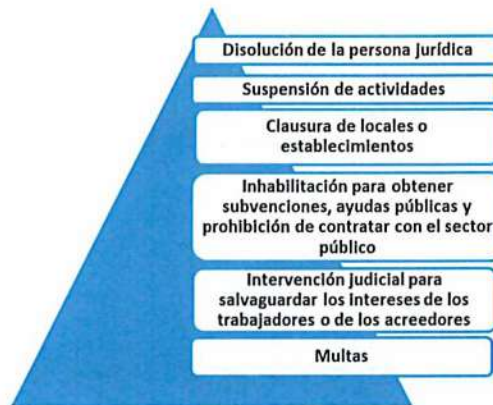 Disolución de la persona jurídica
Suspensión de actividades
Clausura de locales o
establecimientos
Inhabilitación para obtener
subvenciones, ayudas públicas y
prohibición de contratar con el sector
público
Intervención judicial para
salvaguardar los intereses de los
trabajadores o de los acreedores
Multas